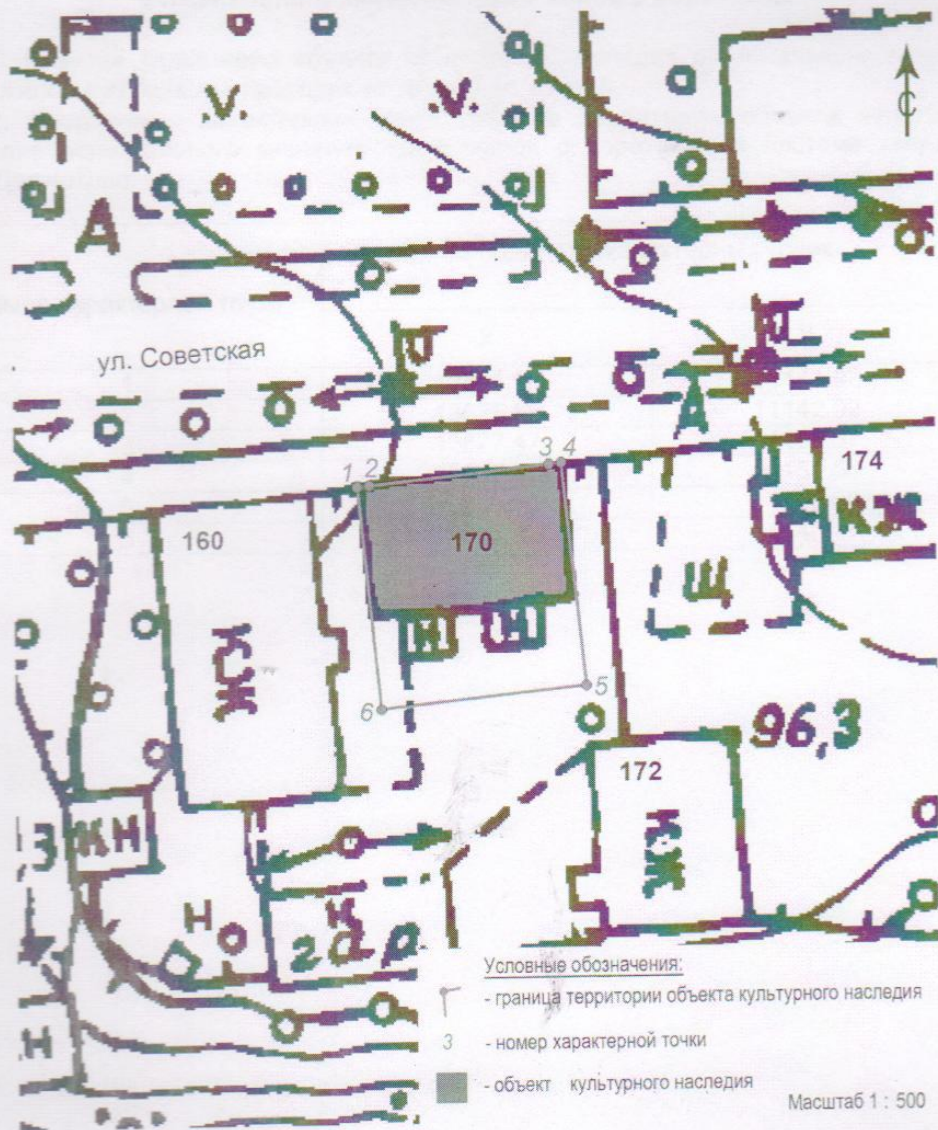 V. V.
С
А
ул. Советская
А
1 2 3 4
174
КЖ
160
170
Щ
КЖ
Н Н
5
6
96,3
172
КЖ
КН
Н
К
Н
Условные обозначения:
- граница территории объекта культурного наследия
3 - номер характерной точки
- объект культурного наследия
Масштаб 1 : 500